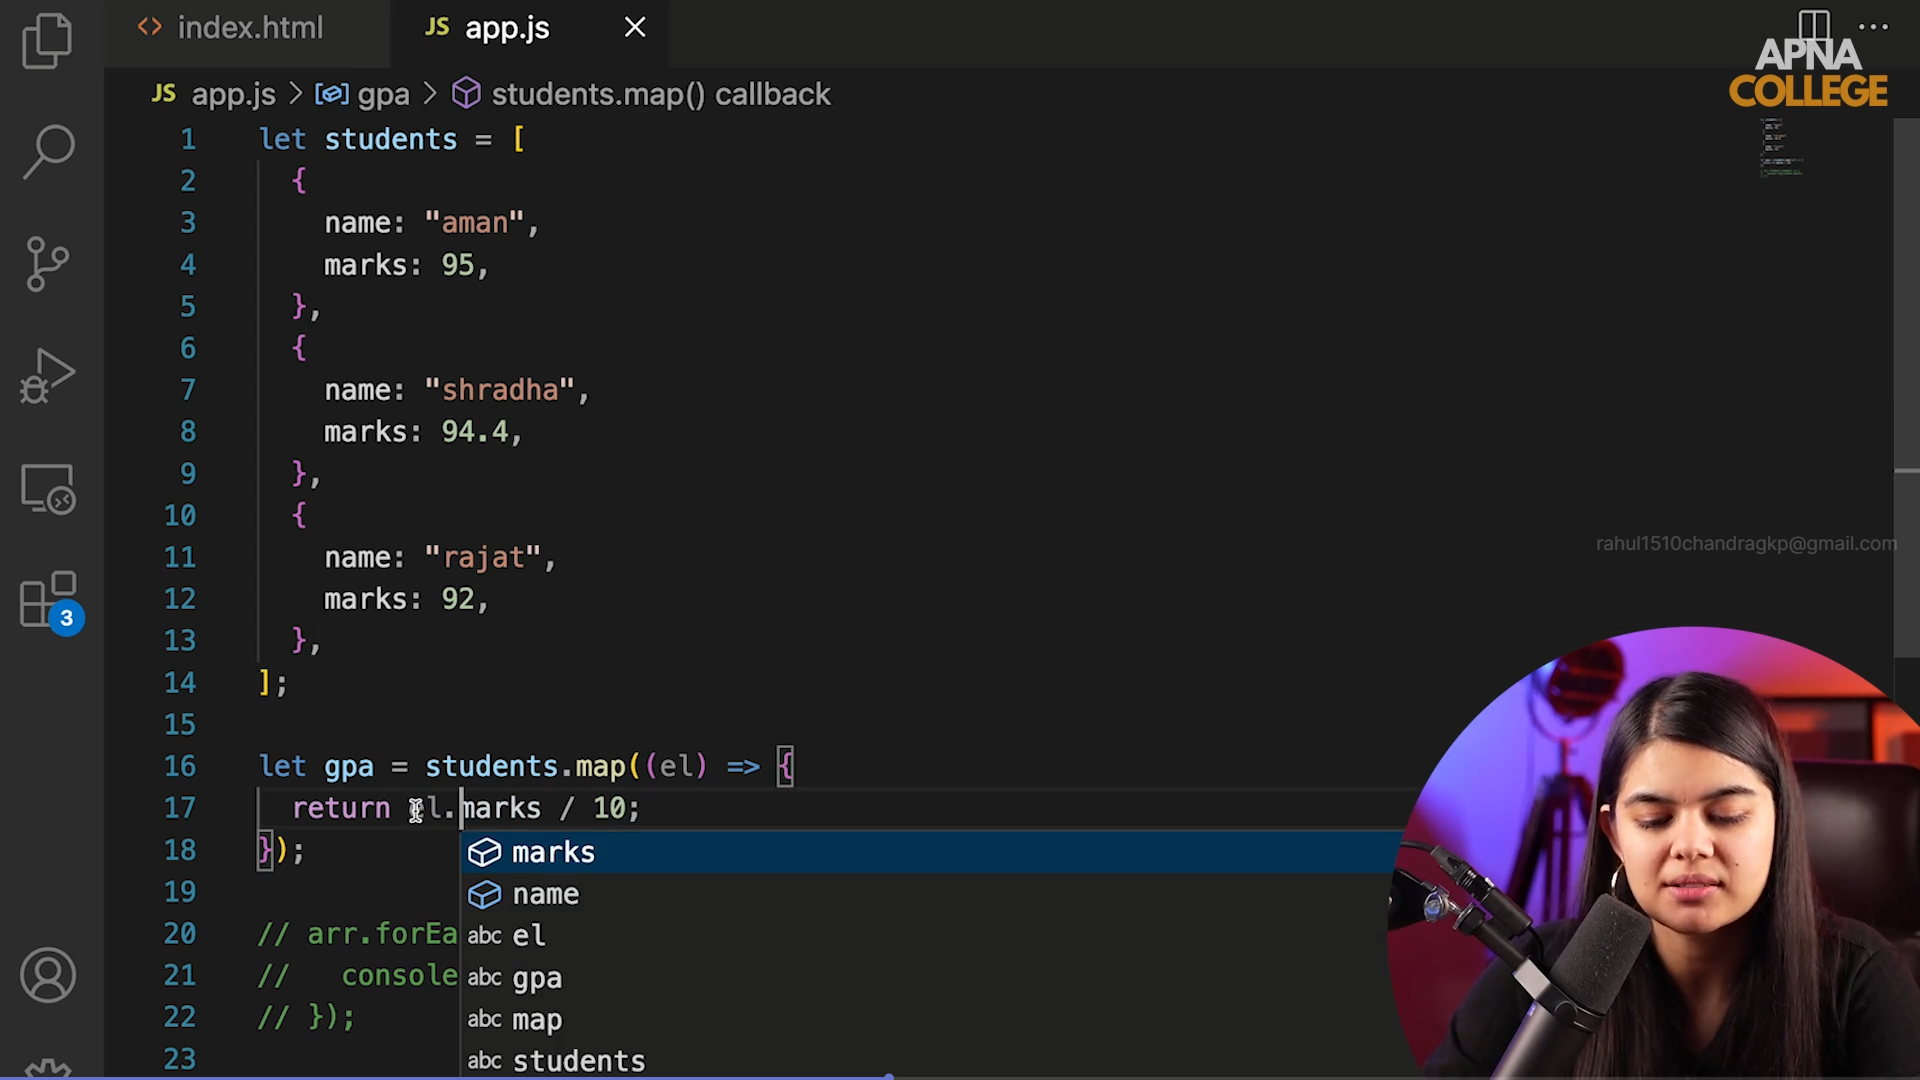 index.html
JS app.js
APNA
COLLEGE
JS app.js > gpa > students.map() callback
1 let students = [
2 {
3 name: "aman",
4 marks: 95,
5 },
6 {
7 name: "shradha",
8 marks: 94.4,
9 },
10 {
11 name: "rajat",
12 marks: 92,
13 },
14 ];
15
16 let gpa = students.map((el) => {
17 return el.marks / 10;
18 });
19
20 // arr.forEa
21 // console
22 // });
23
marks
name
abc el
abc gpa
abc map
abc students
3
rahul1510chandragkp@gmail.com